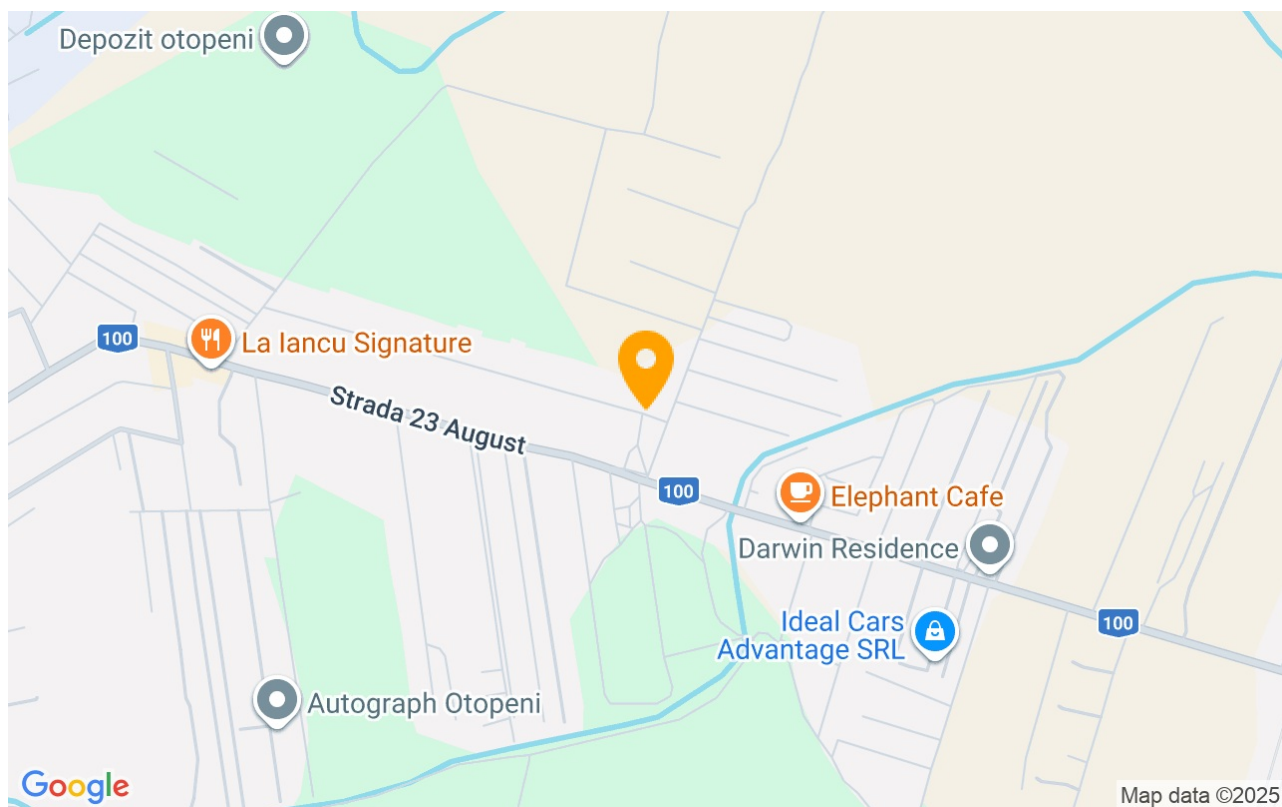 Depozit otopeni
100
La Iancu Signature
Strada 23 August
100
Elephant Cafe
Darwin Residence
Ideal Cars
Advantage SRL
100
Autograph Otopeni
Google
Map data ©2025